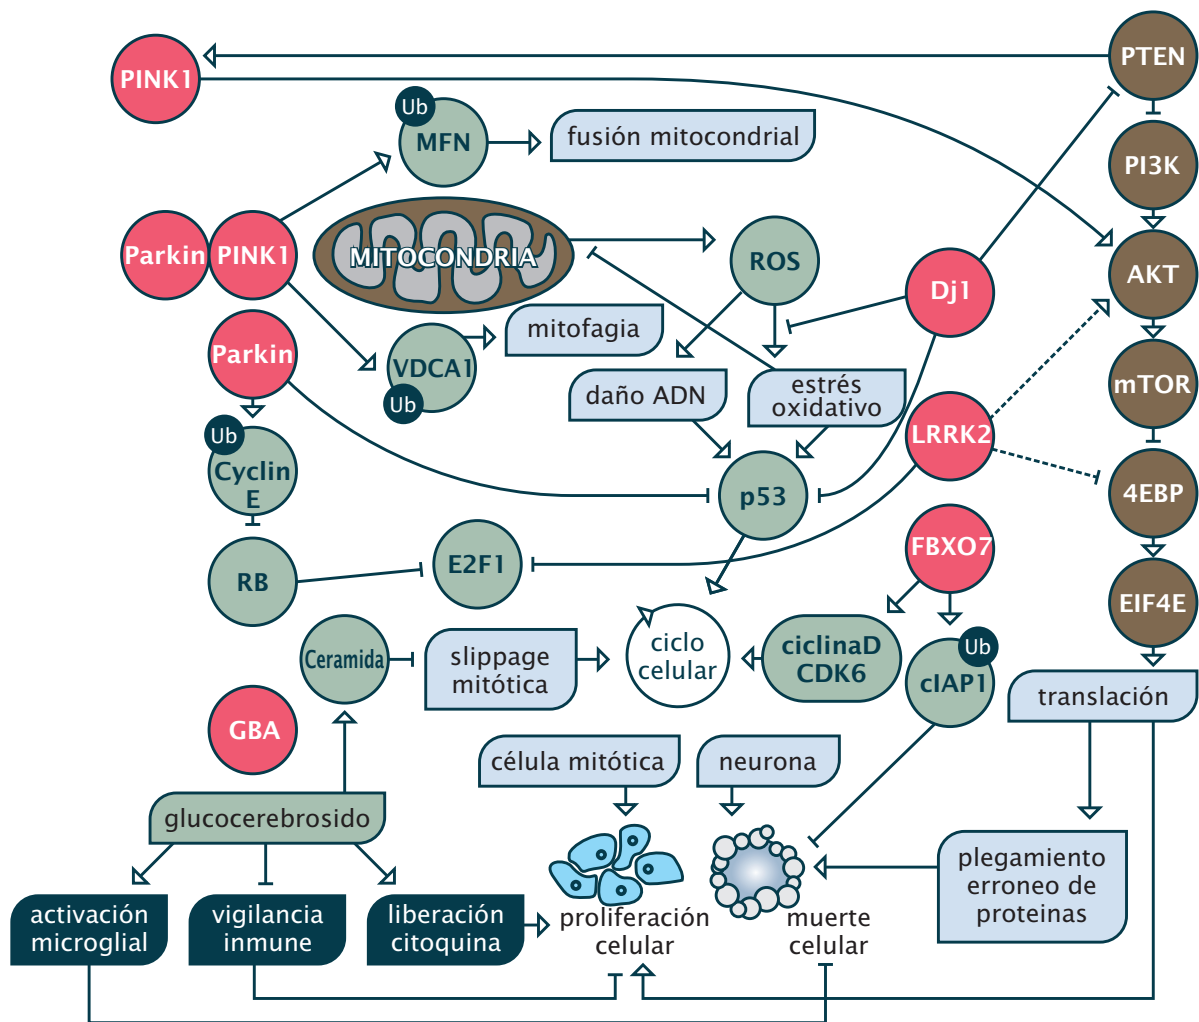 PTEN
PINK1
Ub
MFN
fusión mitocondrial
PI3K
Parkin
PINK1
MITOCONDRIA
ROS
AKT
Dj1
mitofagia
Parkin
VDCA1
Ub
mTOR
daño ADN
estrés
oxidativo
LRRK2
Ub
Cyclin
E
p53
4EBP
FBXO7
E2F1
RB
EIF4E
Ceramida
slippage
mitótica
ciclo
celular
ciclinaD
CDK6
Ub
cIAP1
translación
GBA
célula mitótica
neurona
glucocerebrosido
plegamiento
erroneo de
proteinas
activación
microglial
vigilancia
inmune
liberación
citoquina
proliferación
celular
muerte
celular